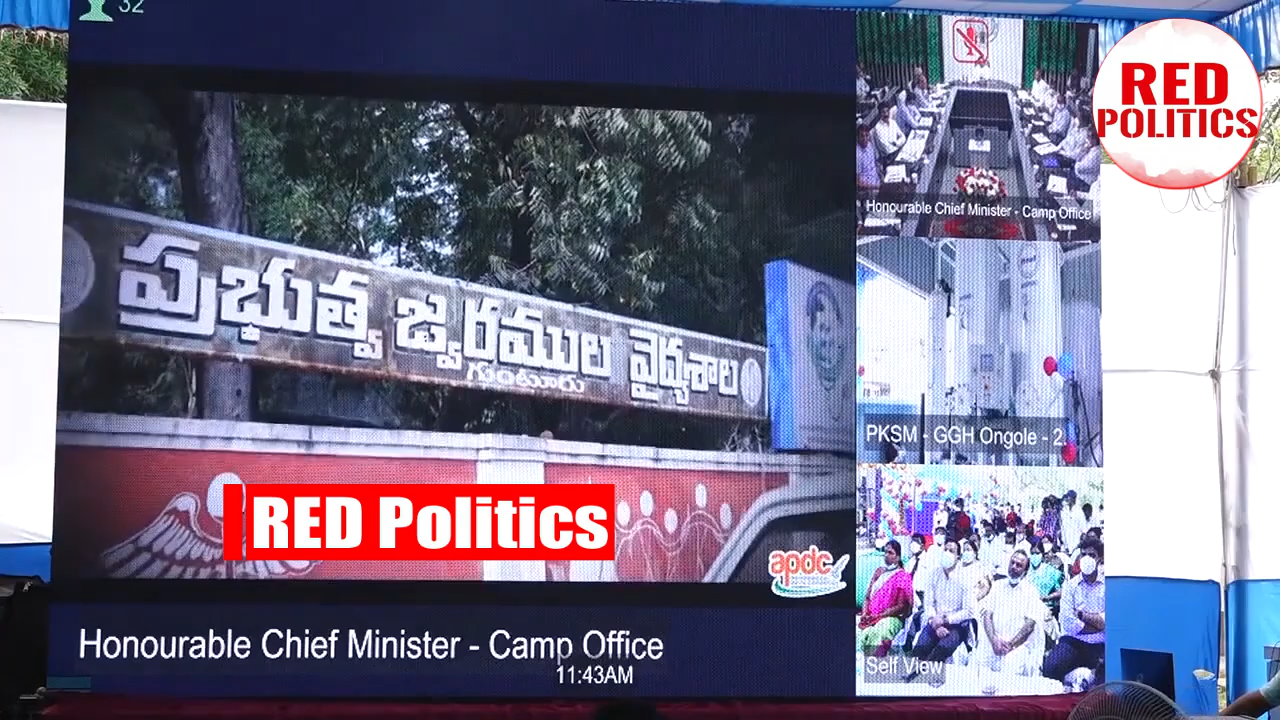 32
RED
POLITICS
Honourable Chief Minister - Camp Office
ప్రభుత్వ జ్వరముల వైద్యశాల
గుంటూరు
PKSM - GGH Ongole - 2
RED Politics
apdc
Honourable Chief Minister - Camp Office
11:43AM
Self View